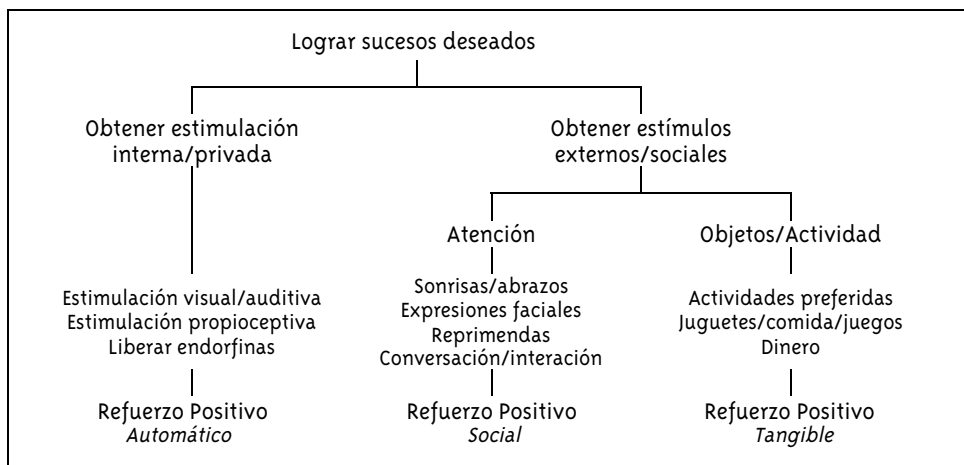 Lograr sucesos deseados
Obtener estimulación
interna/privada
Obtener estímulos
externos/sociales
Atención
Objetos/Actividad
Estimulación visual/auditiva
Estimulación propioceptiva
Liberar endorfinas
Sonrisas/abrazos
Expresiones faciales
Reprimendas
Conversación/interación
Actividades preferidas
Juguetes/comida/juegos
Dinero
Refuerzo Positivo
Automático
Refuerzo Positivo
Social
Refuerzo Positivo
Tangible